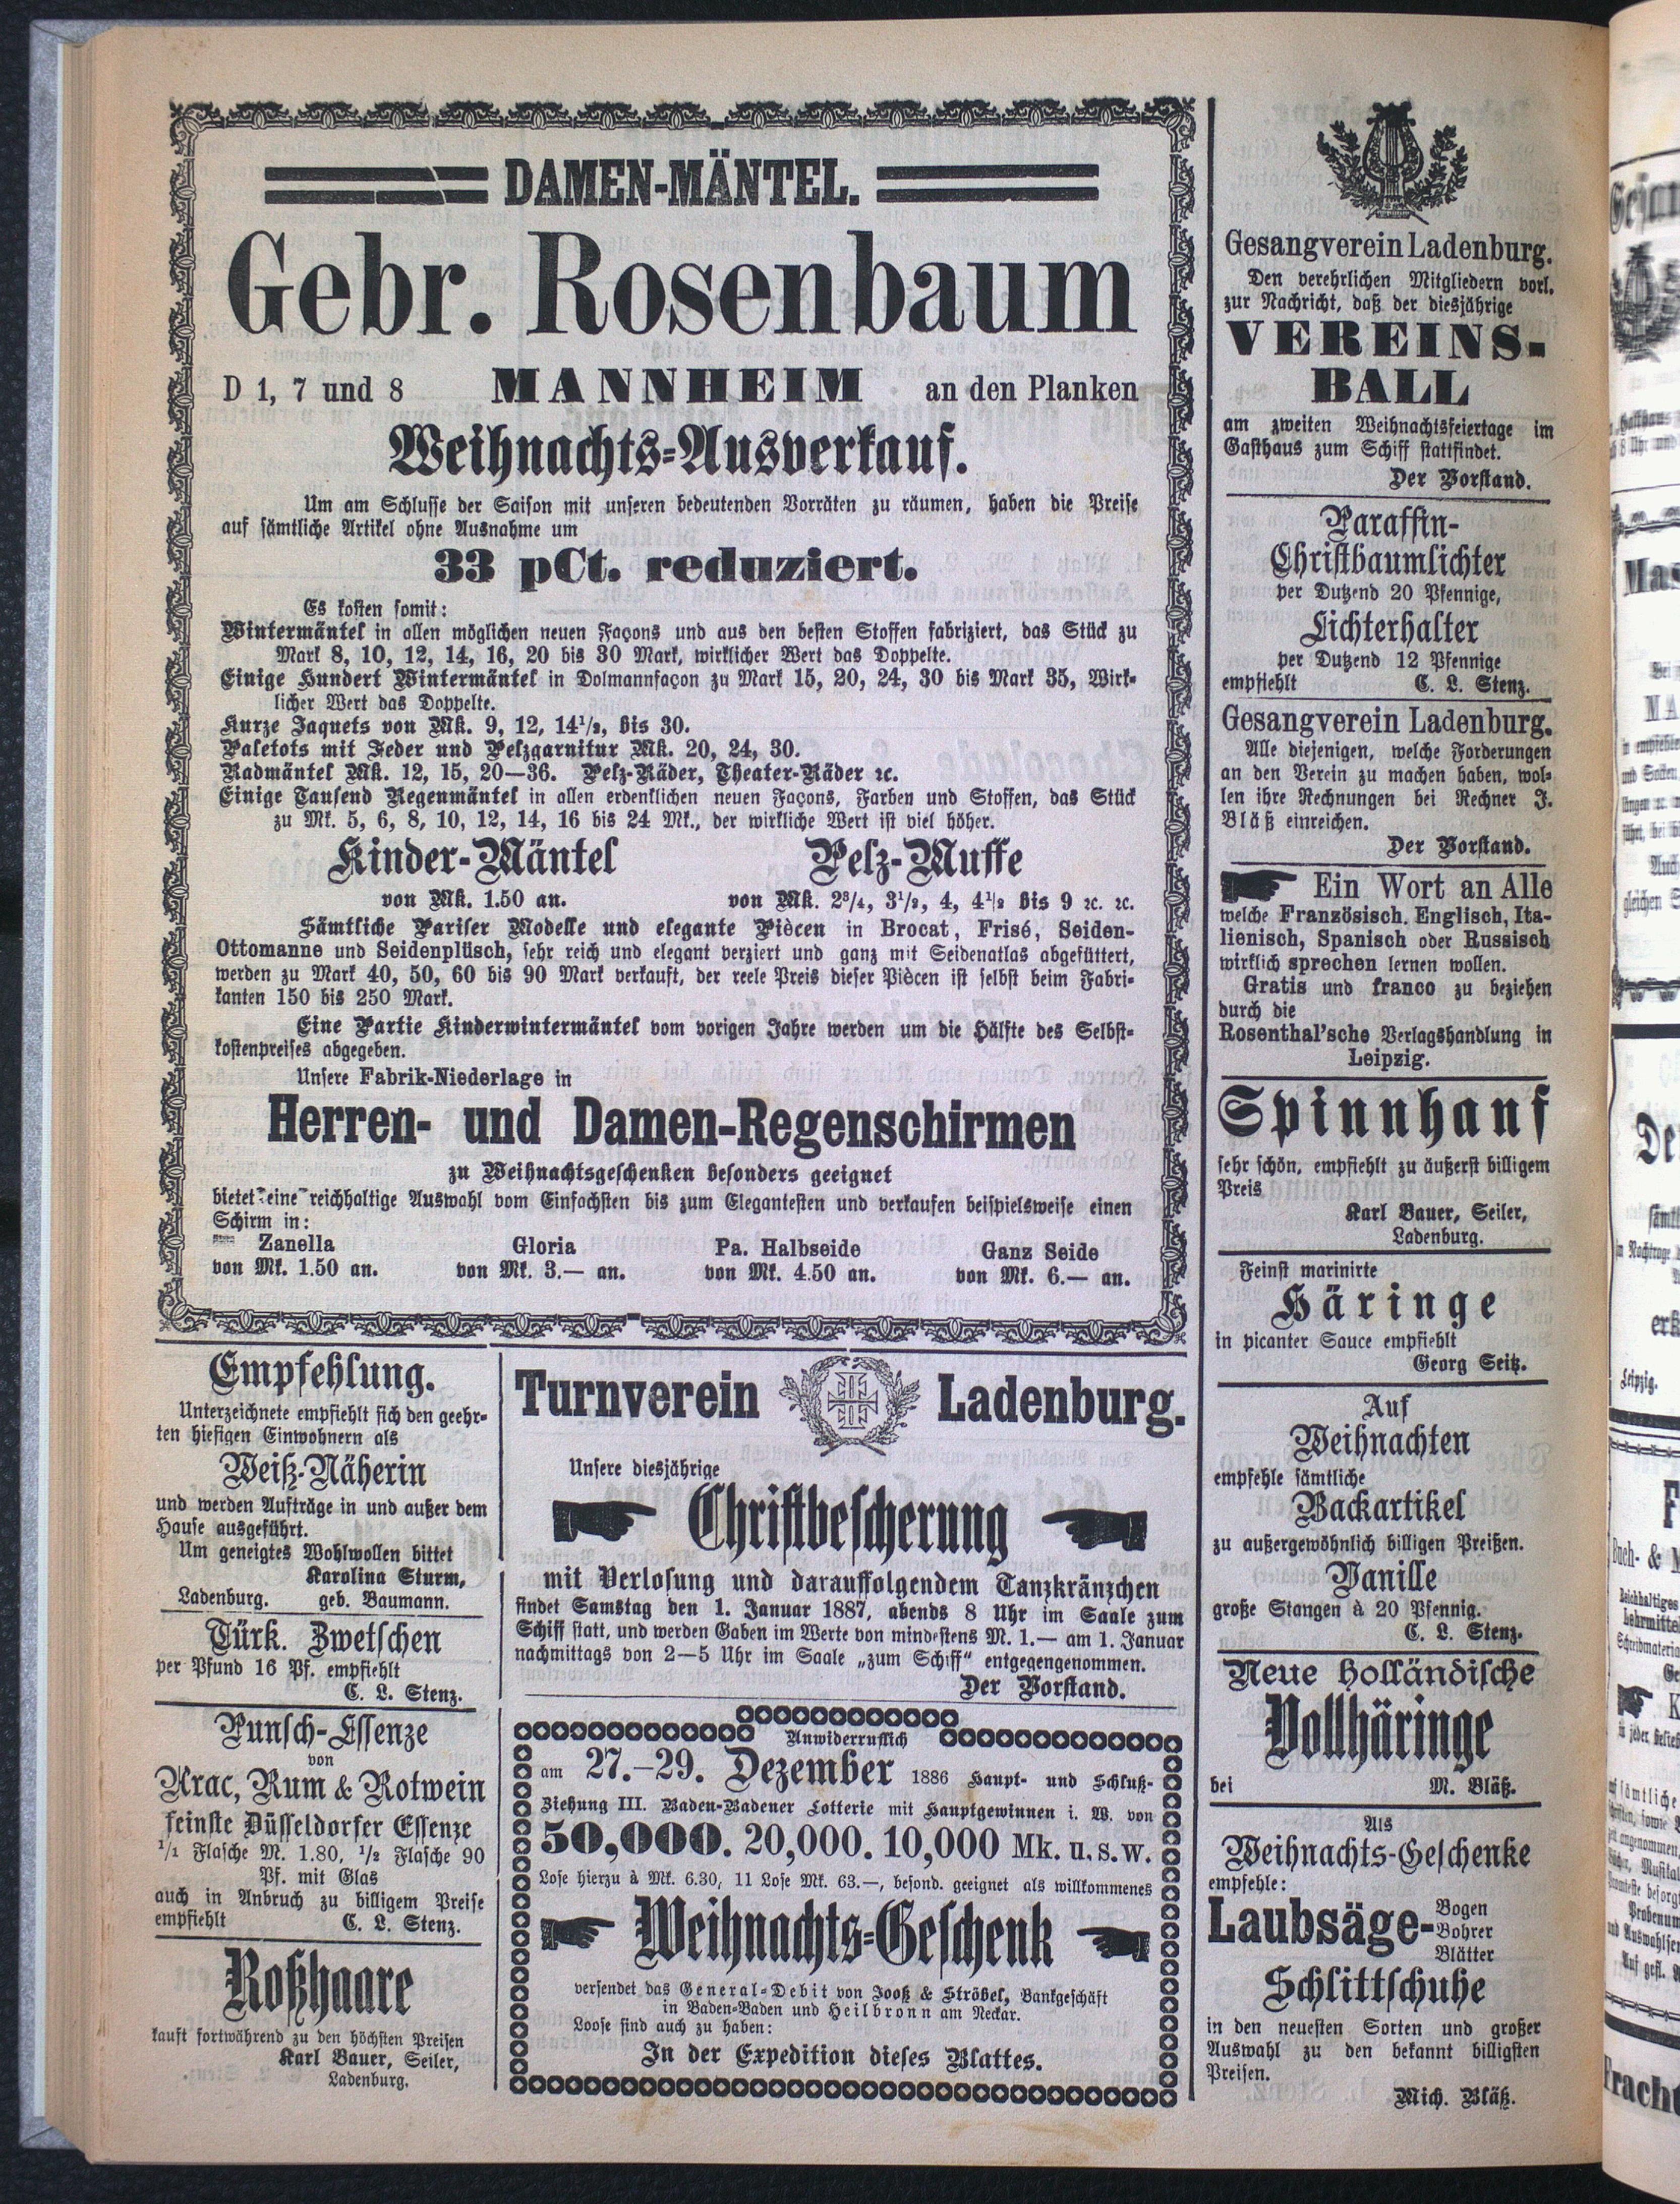 DAMEN-MÄNTEL.
Gebr. Rosenbaum
D 1, 7 und 8 MANNHEIM an den Planken
Weihnachts-Ausverkauf.
Um am Schlusse der Saison mit unseren bedeutenden Vorräten zu räumen, haben die Preise
auf sämtliche Artikel ohne Ausnahme um
33 pCt. reduziert.
Es kosten somit:
Wintermäntel in allen möglichen neuen Façons und aus den besten Stoffen fabriziert, das Stück zu
Mark 8, 10, 12, 14, 16, 20 bis 30 Mark, wirklicher Wert das Doppelte.
Einige Hundert Wintermäntel in Dolmannfaçon zu Mark 15, 20, 24, 30 bis Mark 35, Wirk-
licher Wert das Doppelte.
Kurze Jaquets von Mk. 9, 12, 14½, bis 30.
Paletots mit Feder und Pelzgarnitur Mk. 20, 24, 30.
Radmäntel Mk. 12, 15, 20—36. Pelz-Räder, Theater-Räder ꝛc.
Einige Tausend Regenmäntel in allen erdenklichen neuen Façons, Farben und Stoffen, das Stück
zu Mk. 5, 6, 8, 10, 12, 14, 16 bis 24 Mk., der wirkliche Wert ist viel höher.
Kinder-Mäntel Pelz-Muffe
von Mk. 1.50 an. von Mk. 2¾, 3½, 4, 4½ bis 9 ꝛc. ꝛc.
Sämtliche Pariser Modelle und elegante Piècen in Brocat, Frisé, Seiden-
Ottomanne und Seidenplüsch, sehr reich und elegant verziert und ganz mit Seidenatlas abgefüttert,
werden zu Mark 40, 50, 60 bis 90 Mark verkauft, der reele Preis dieser Piècen ist selbst beim Fabri-
kanten 150 bis 250 Mark.
Eine Partie Kinderwintermäntel vom vorigen Jahre werden um die Hälfte des Selbst-
kostenpreises abgegeben.
Unsere Fabrik-Niederlage in
Herren- und Damen-Regenschirmen
zu Weihnachtsgeschenken besonders geeignet
bietet eine reichhaltige Auswahl vom Einfachsten bis zum Elegantesten und verkaufen beispielsweise einen
Schirm in:
Zanella Gloria Pa. Halbseide Ganz Seide
von Mk. 1.50 an. von Mk. 3.— an. von Mk. 4.50 an. von Mk. 6.— an.
Empfehlung.
Unterzeichnete empfiehlt sich den geehr-
ten hiesigen Einwohnern als
Weiß-Näherin
und werden Aufträge in und außer dem
Hause ausgeführt.
Um geneigtes Wohlwollen bittet
Karolina Sturm,
Ladenburg. geb. Baumann.
Türk. Zwetschen
per Pfund 16 Pf. empfiehlt
C. L. Stenz.
Punsch-Essenze
von
Arac, Rum & Rotwein
feinste Düsseldorfer Essenze
1/1 Flasche M. 1.80, ½ Flasche 90
Pf. mit Glas
auch in Anbruch zu billigem Preise
empfiehlt C. L. Stenz.
Roßhaare
kauft fortwährend zu den höchsten Preisen
Karl Bauer, Seiler,
Ladenburg.
Turnverein Ladenburg.
Unsere diesjährige
Christbescherung
mit Verlosung und darauffolgendem Tanzkränzchen
findet Samstag den 1. Januar 1887, abends 8 Uhr im Saale zum
Schiff statt, und werden Gaben im Werte von mindestens M. 1.— am 1. Januar
nachmittags von 2—5 Uhr im Saale „zum Schiff“ entgegengenommen.
Der Vorstand.
Unwiderruflich
am 27.–29. Dezember 1886 Haupt- und Schluß-
Ziehung III. Baden-Badener Lotterie mit Hauptgewinnen i. W. von
50,000. 20,000. 10,000 Mk. u. s. w.
Lose hierzu à Mk. 6.30, 11 Lose Mk. 63.—, besond. geeignet als willkommenes
Weihnachts-Geschenk
versendet das General-Debit von Jooß & Ströbel, Bankgeschäft
in Baden-Baden und Heilbronn am Neckar.
Loose sind auch zu haben:
In der Expedition dieses Blattes.
Gesangverein Ladenburg.
Den verehrlichen Mitgliedern vorl.
zur Nachricht, daß der diesjährige
VEREINS-
BALL
am zweiten Weihnachtsfeiertage im
Gasthaus zum Schiff stattfindet.
Der Vorstand.
Paraffin-
Christbaumlichter
per Dutzend 20 Pfennige,
Lichterhalter
per Dutzend 12 Pfennige
empfiehlt C. L. Stenz.
Gesangverein Ladenburg.
Alle diejenigen, welche Forderungen
an den Verein zu machen haben, wol-
len ihre Rechnungen bei Rechner J.
Bläß einreichen.
Der Vorstand.
Ein Wort an Alle
welche Französisch, Englisch, Ita-
lienisch, Spanisch oder Russisch
wirklich sprechen lernen wollen.
Gratis und franco zu beziehen
durch die
Rosenthal'sche Verlagshandlung in
Leipzig.
Spinnhanf
sehr schön, empfiehlt zu äußerst billigem
Preis
Karl Bauer, Seiler,
Ladenburg.
Feinst marinirte
Häringe
in picanter Sauce empfiehlt
Georg Seitz.
Auf
Weihnachten
empfehle sämtliche
Backartikel
zu außergewöhnlich billigen Preißen.
Vanille
große Stangen à 20 Pfennig.
C. L. Stenz.
Neue holländische
Vollhäringe
bei M. Bläß.
Als
Weihnachts-Geschenke
empfehle:
Laubsäge- Bogen
Bohrer
Blätter
Schlittschuhe
in den neuesten Sorten und großer
Auswahl zu den bekannt billigsten
Preisen.
Mich. Bläß.